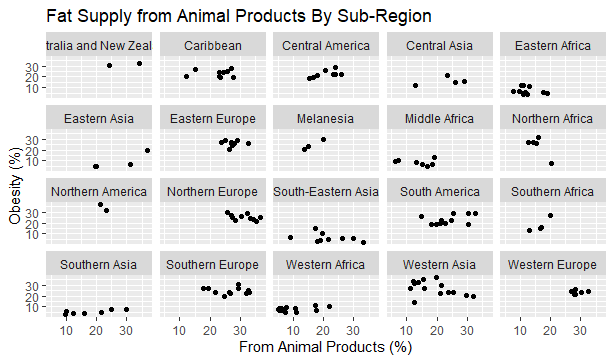 Fat Supply from Animal Products By Sub-Region
tralia and New Zeal Caribbean Central America Central Asia Eastern Africa
30
20
10
Eastern Asia Eastern Europe Melanesia Middle Africa Northern Africa
30
20
10
Northern America Northern Europe South-Eastern Asia South America Southern Africa
30
20
10
Southern Asia Southern Europe Western Africa Western Asia Western Europe
30
20
10
10 20 30 10 20 30 10 20 30 10 20 30 10 20 30
From Animal Products (%)
Obesity (%)